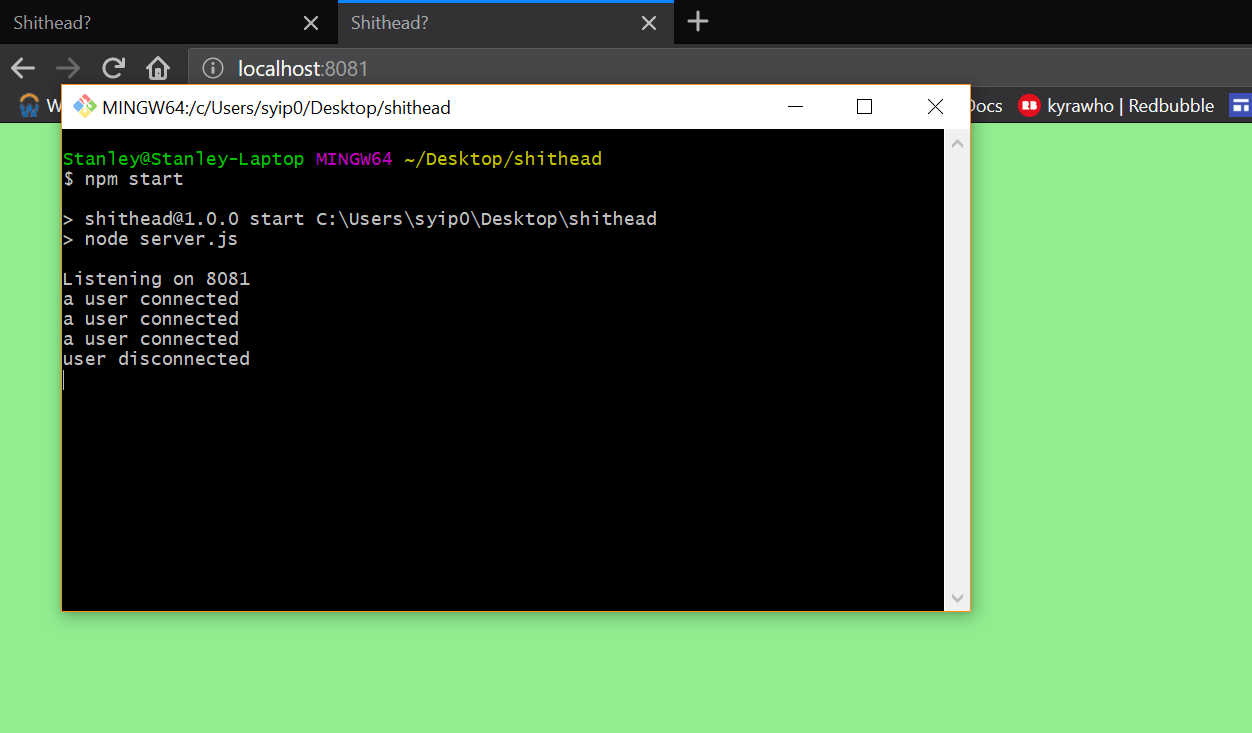 Shithead?
Shithead?
localhost:8081
W
MINGW64:/c/Users/syip0/Desktop/shithead
kyrawho | Redbubble
Stanley@Stanley-Laptop MINGW64 ~/Desktop/shithead
$ npm start
> shithead@1.0.0 start C:\Users\syip0\Desktop\shithead
> node server.js
Listening on 8081
a user connected
a user connected
a user connected
user disconnected